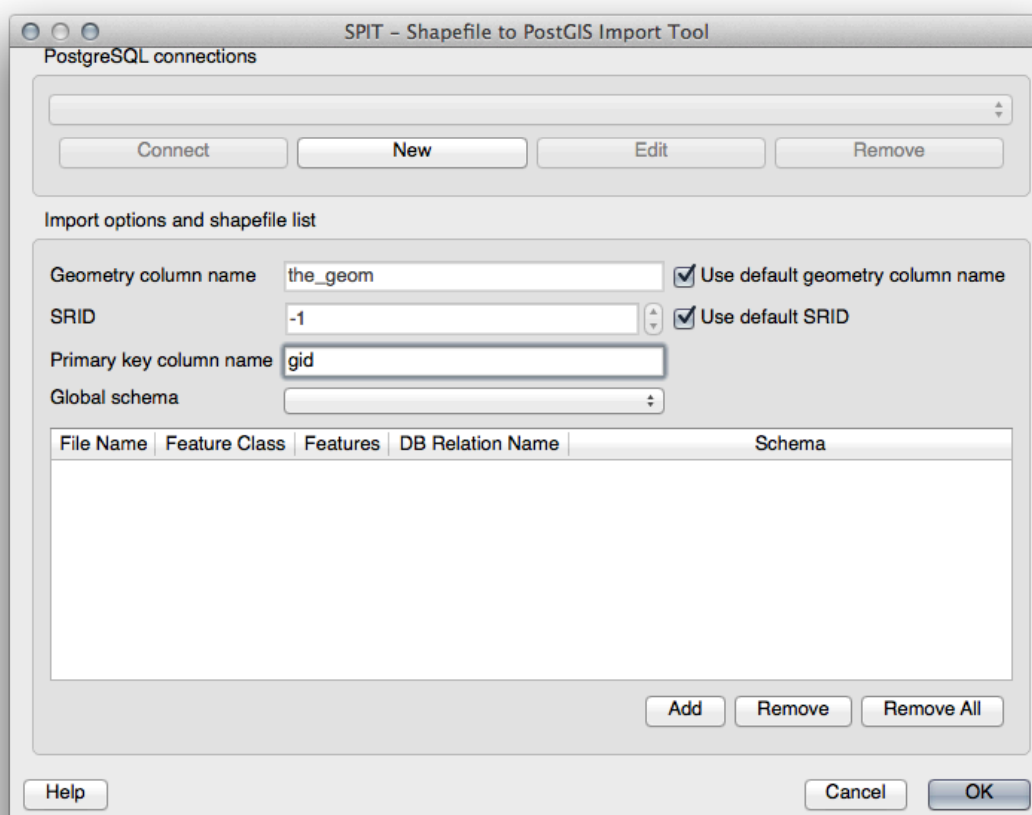 SPIT - Shapefile to PostGIS Import Tool
PostgreSQL connections
Connect New Edit Remove
Import options and shapefile list
Geometry column name the_geom Use default geometry column name
SRID -1 Use default SRID
Primary key column name gid
Global schema
File Name Feature Class Features DB Relation Name Schema
Add Remove Remove All
Help Cancel OK